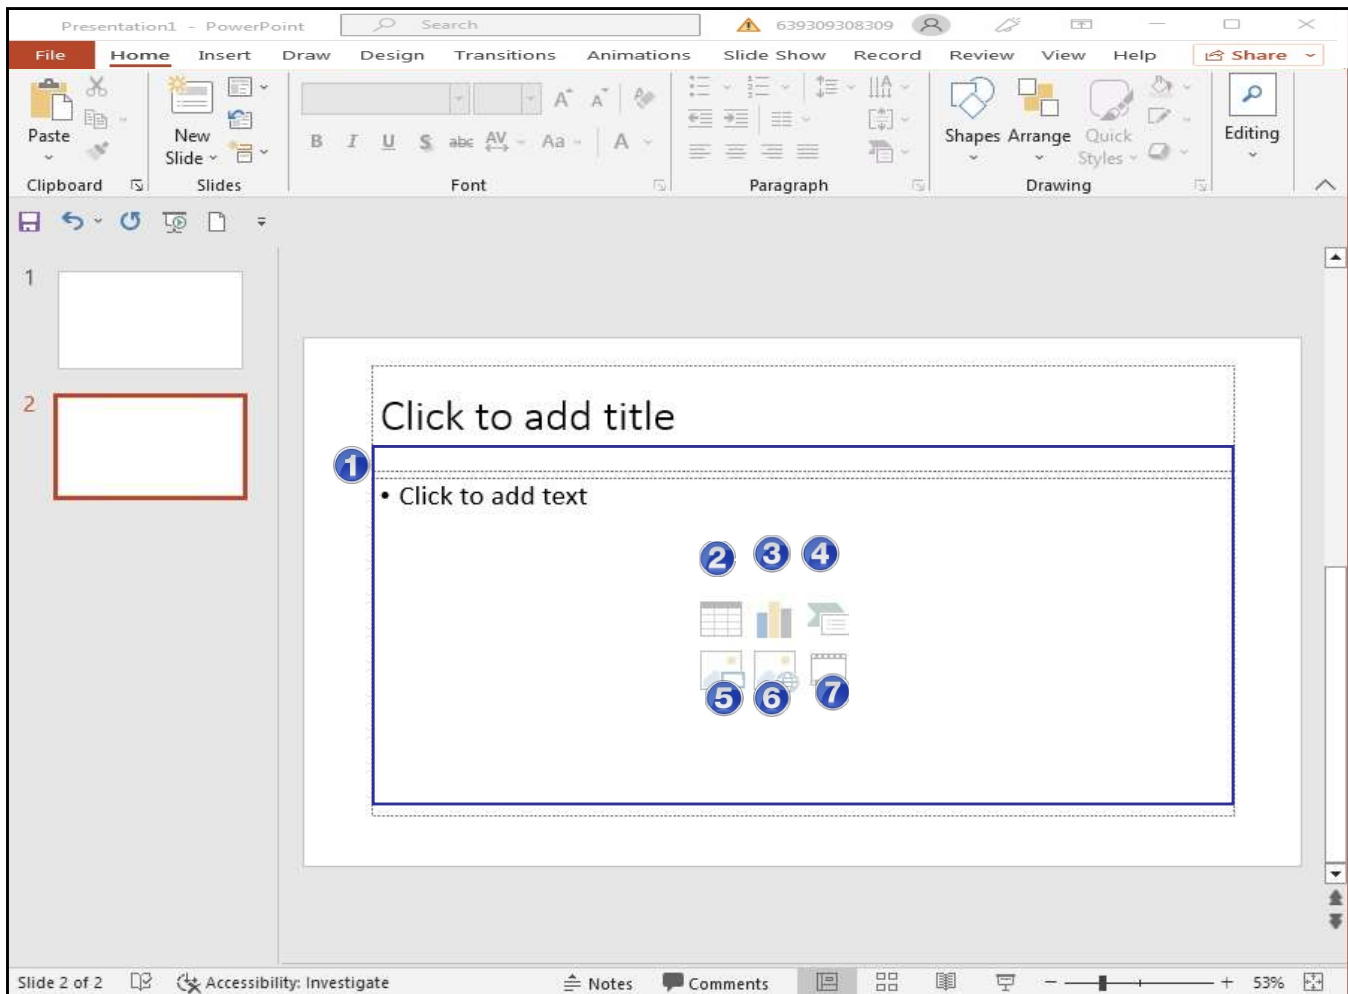 Presentation1 - PowerPoint
Search
639309308309
File Home Insert Draw Design Transitions Animations Slide Show Record Review View Help Share
Paste
New
Slide
B I U S abc AV Aa A
A A A
Shapes Arrange Quick
Styles
Editing
Clipboard Slides Font Paragraph Drawing
1
2
Click to add title
1
• Click to add text
2 3 4
5 6 7
Slide 2 of 2 Accessibility: Investigate Notes Comments - + 53%